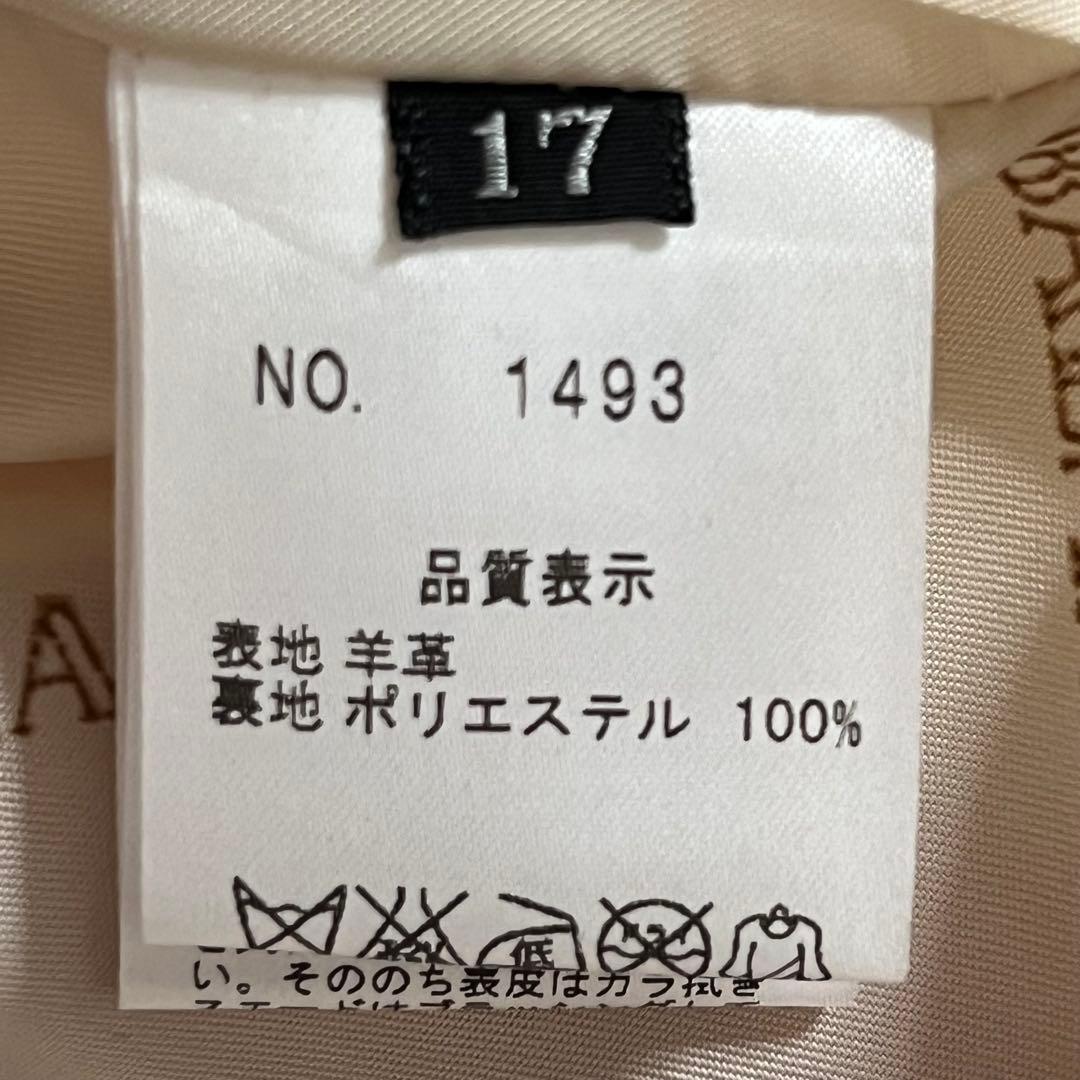 17
NO. 1493
品質表示
表地 羊革
裏地 ポリエステル 100%
低
い。そののち表皮はカラ拭き
A